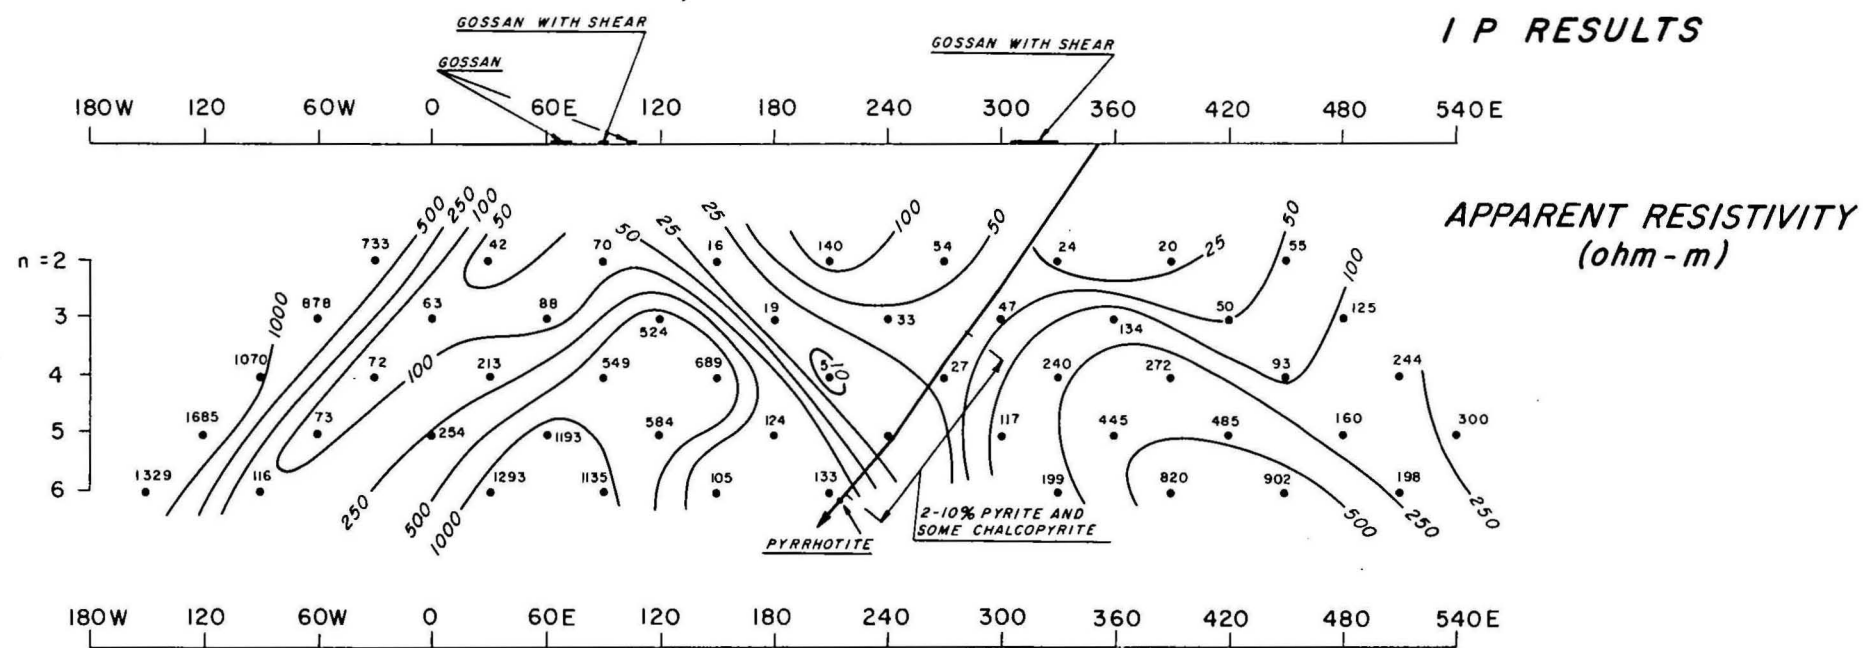 GOSSAN WITH SHEAR
I P RESULTS
GOSSAN WITH SHEAR
GOSSAN
180W 120 60W 0 60E 120 180 240 300 360 420 480 540E
APPARENT RESISTIVITY
(ohm-m)
500 250 100 50 50 25 25 100 50 25 50 100
n = 2 733 42 70 16 140 54 24 20 55
3 878 63 88 524 19 33 47 134 50 125
1000
4 1070 72 213 549 689 5 27 240 272 93 244
100 10
5 1685 73 254 1193 584 124 117 445 485 160 300
6 1329 116 1293 1135 105 133 199 820 902 198
250 500 1000 500 250 250
2-10% PYRITE AND
SOME CHALCOPYRITE
PYRRHOTITE
180W 120 60W 0 60E 120 180 240 300 360 420 480 540E